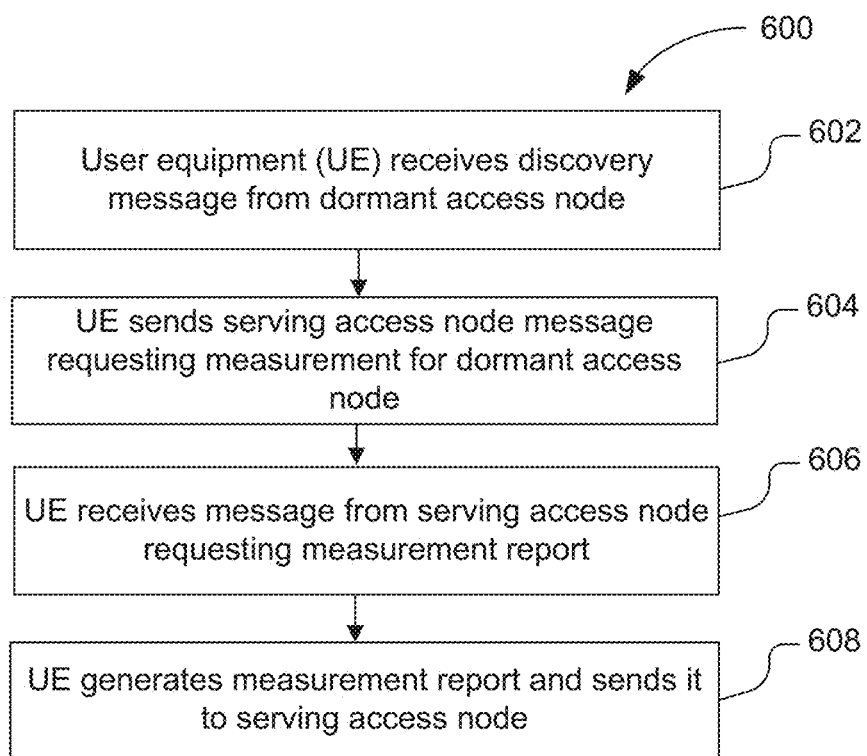 600
User equipment (UE) receives discovery
message from dormant access node
602
UE sends serving access node message
requesting measurement for dormant access
node
604
UE receives message from serving access node
requesting measurement report
606
UE generates measurement report and sends it
to serving access node
608